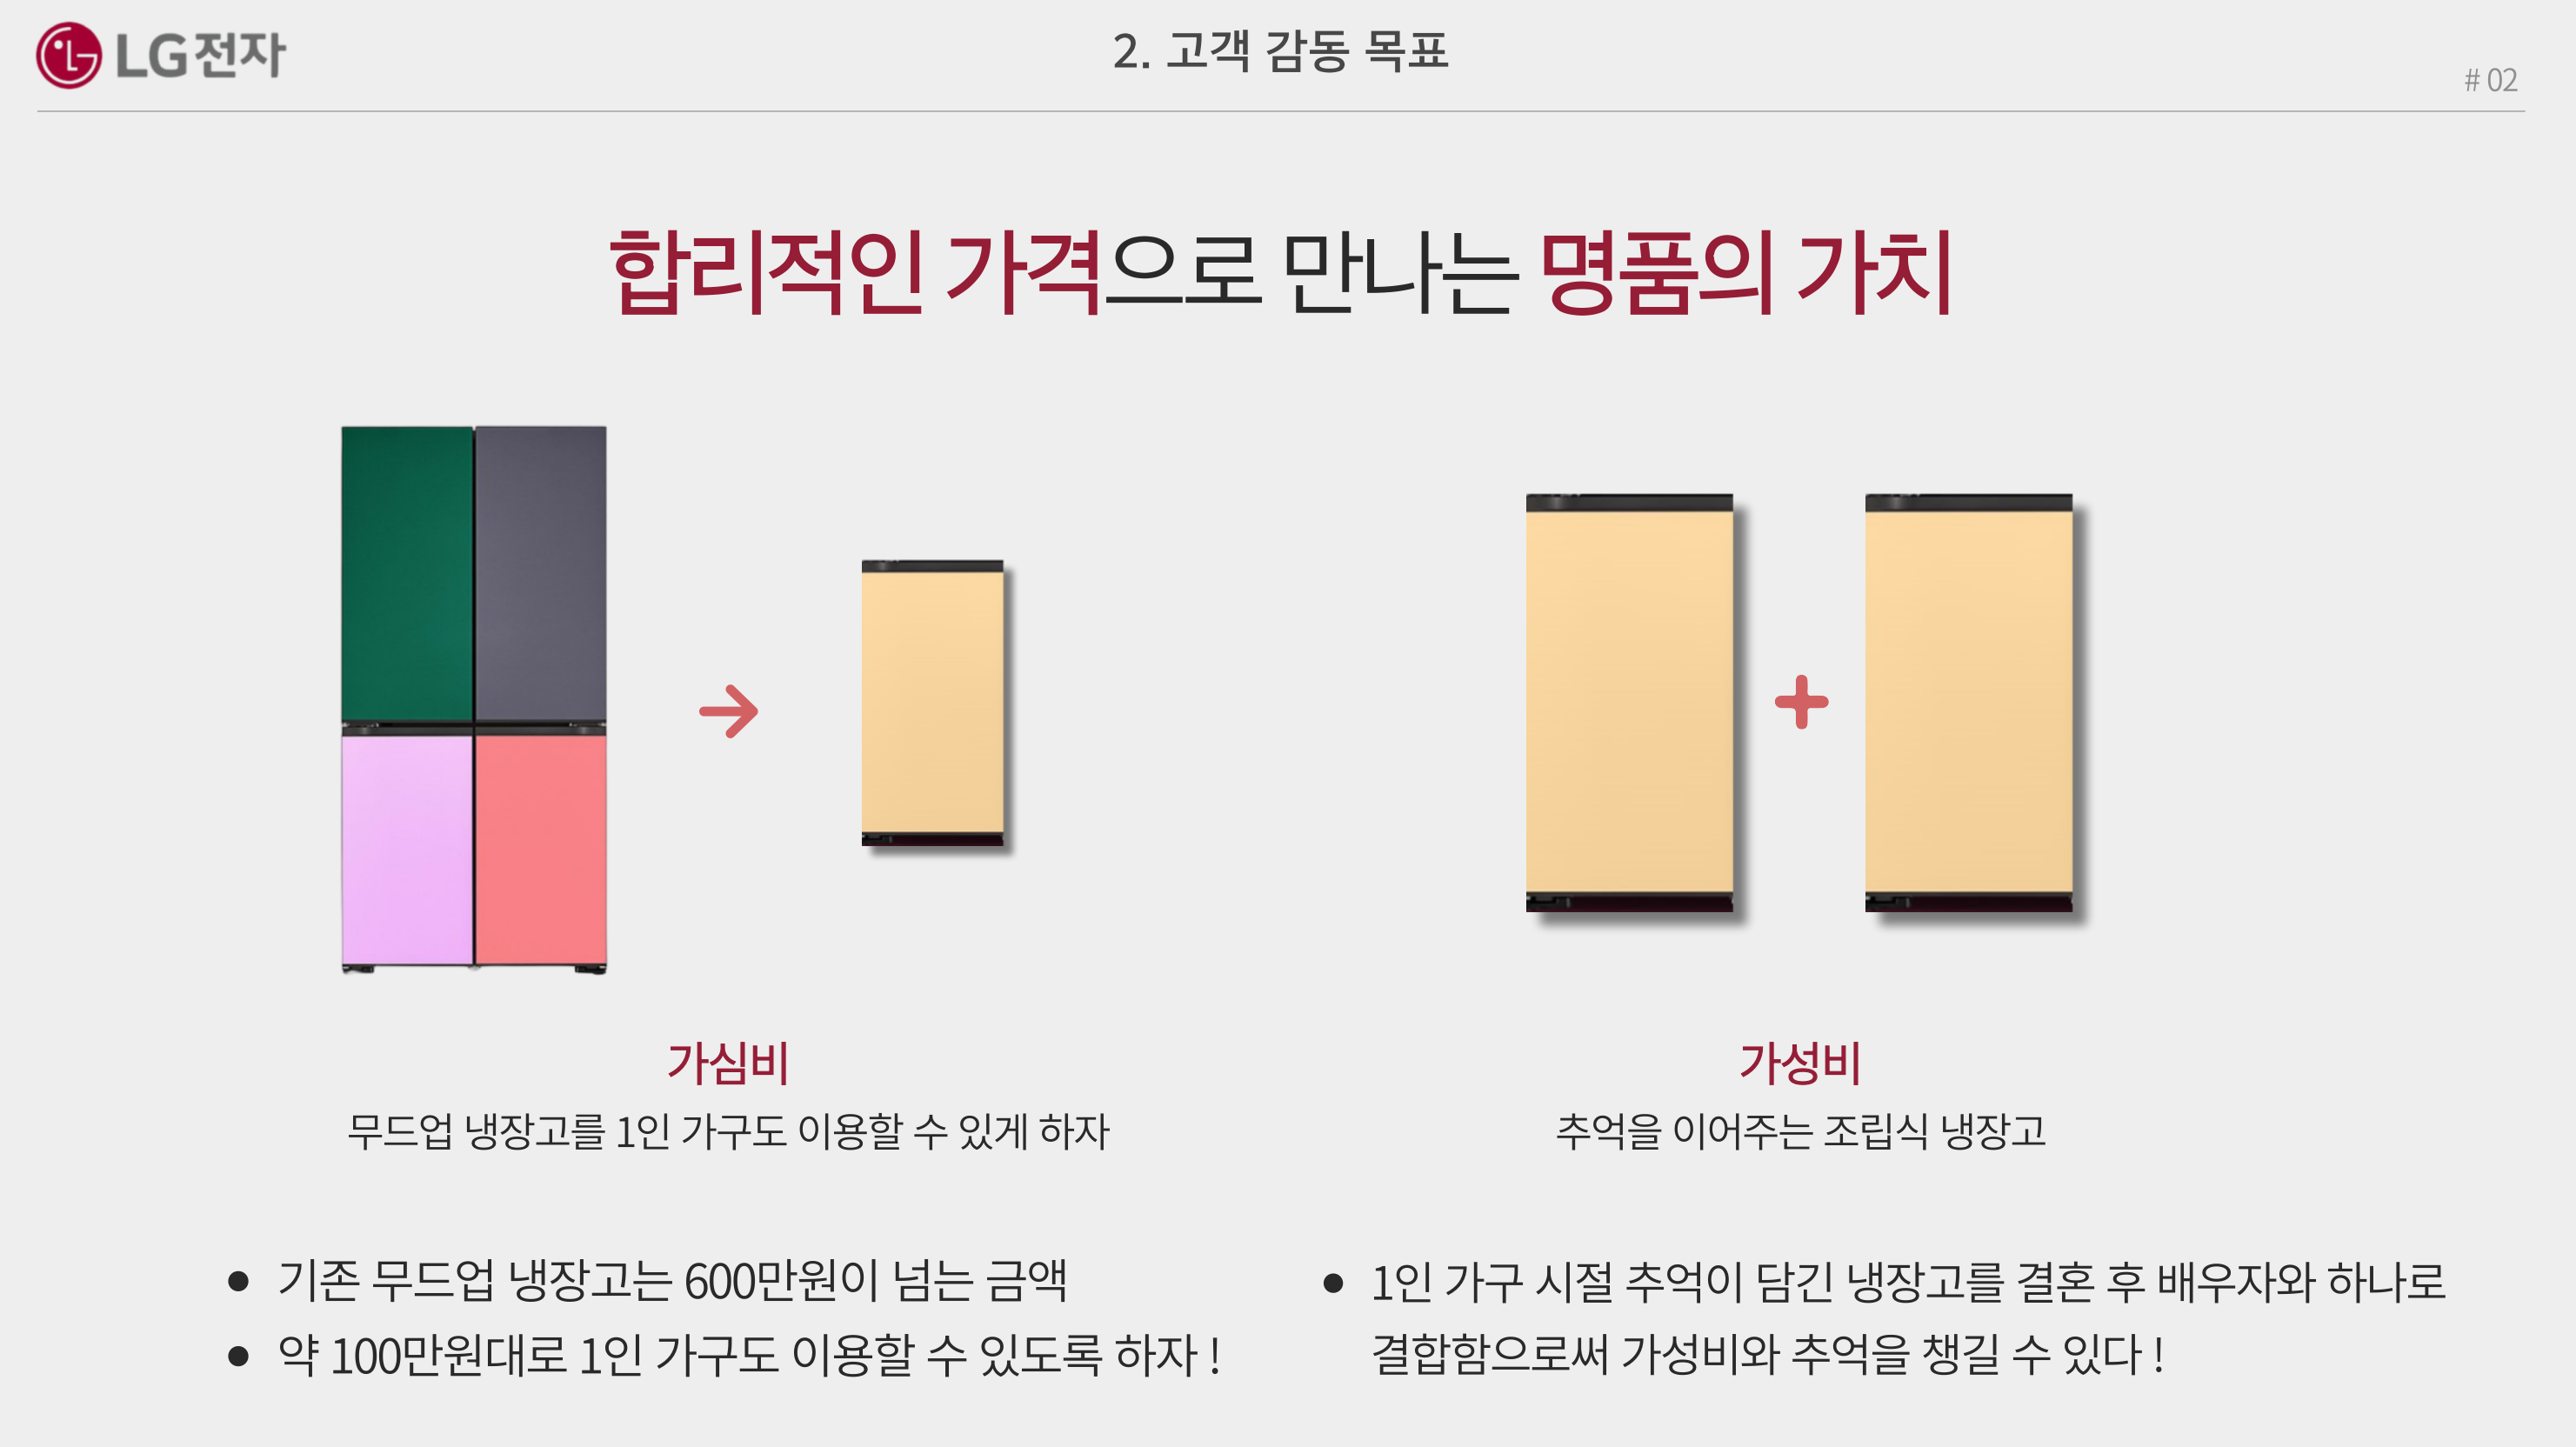 LG전자
2. 고객 감동 목표
# 02
합리적인 가격으로 만나는 명품의 가치
가심비
무드업 냉장고를 1인 가구도 이용할 수 있게 하자
● 기존 무드업 냉장고는 600만원이 넘는 금액
● 약 100만원대로 1인 가구도 이용할 수 있도록 하자 !
가성비
추억을 이어주는 조립식 냉장고
● 1인 가구 시절 추억이 담긴 냉장고를 결혼 후 배우자와 하나로
결합함으로써 가성비와 추억을 챙길 수 있다 !